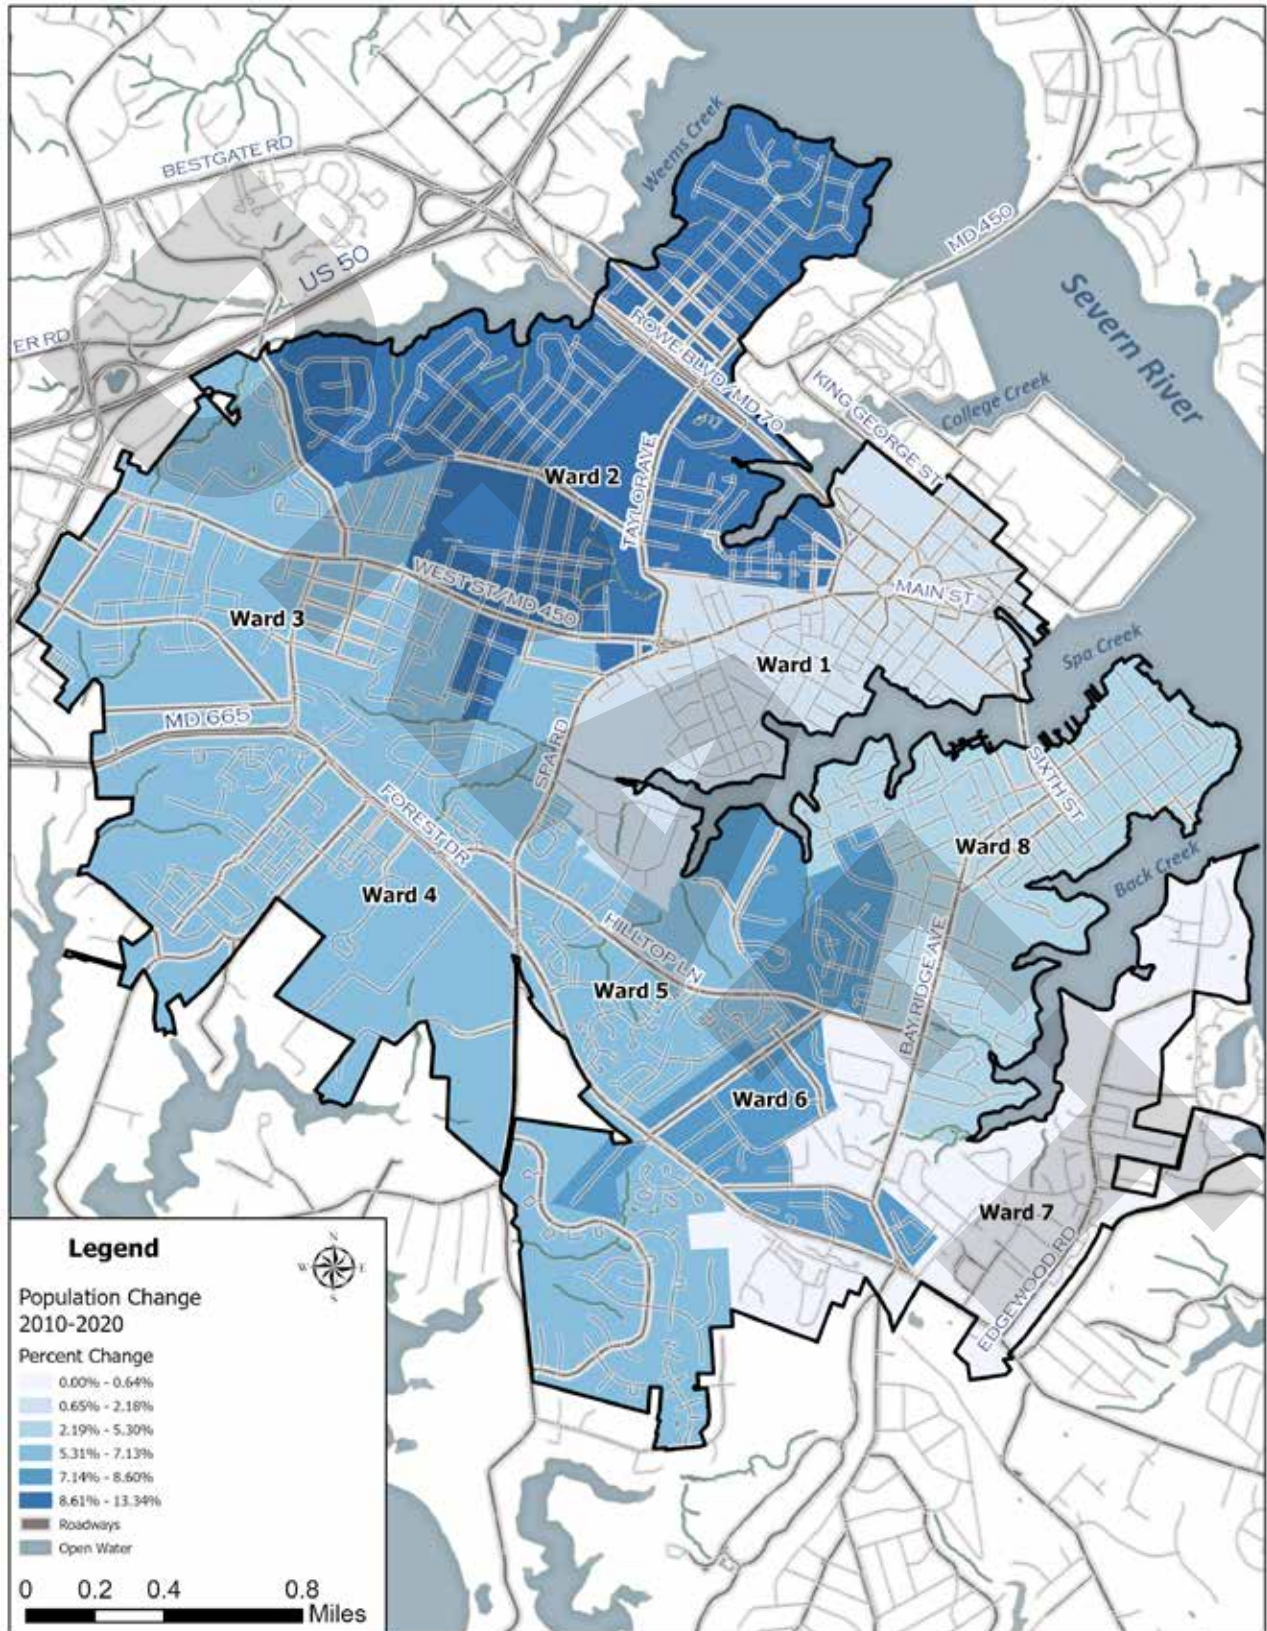 Weems Creek
BESTGATE RD
MD 450
US 50
Severn River
ER RD
ROWE BLVD/MD 70
KING GEORGE ST
College Creek
Ward 2
TAYLOR AVE
WEST ST/MD 450
MAIN ST
Ward 3
Spa Creek
Ward 1
MD 665
SPA RD
SIXTH ST
FOREST DR
Ward 8
Back Creek
Ward 4
HILLTOP LN
BAY RIDGE AVE
Ward 5
Ward 6
Ward 7
EDGEWOOD RD
Legend
N
W E
S
Population Change
2010-2020
Percent Change
0.00% - 0.64%
0.65% - 2.18%
2.19% - 5.30%
5.31% - 7.13%
7.14% - 8.60%
8.61% - 13.34%
Roadways
Open Water
0 0.2 0.4 0.8
Miles
DRAFT